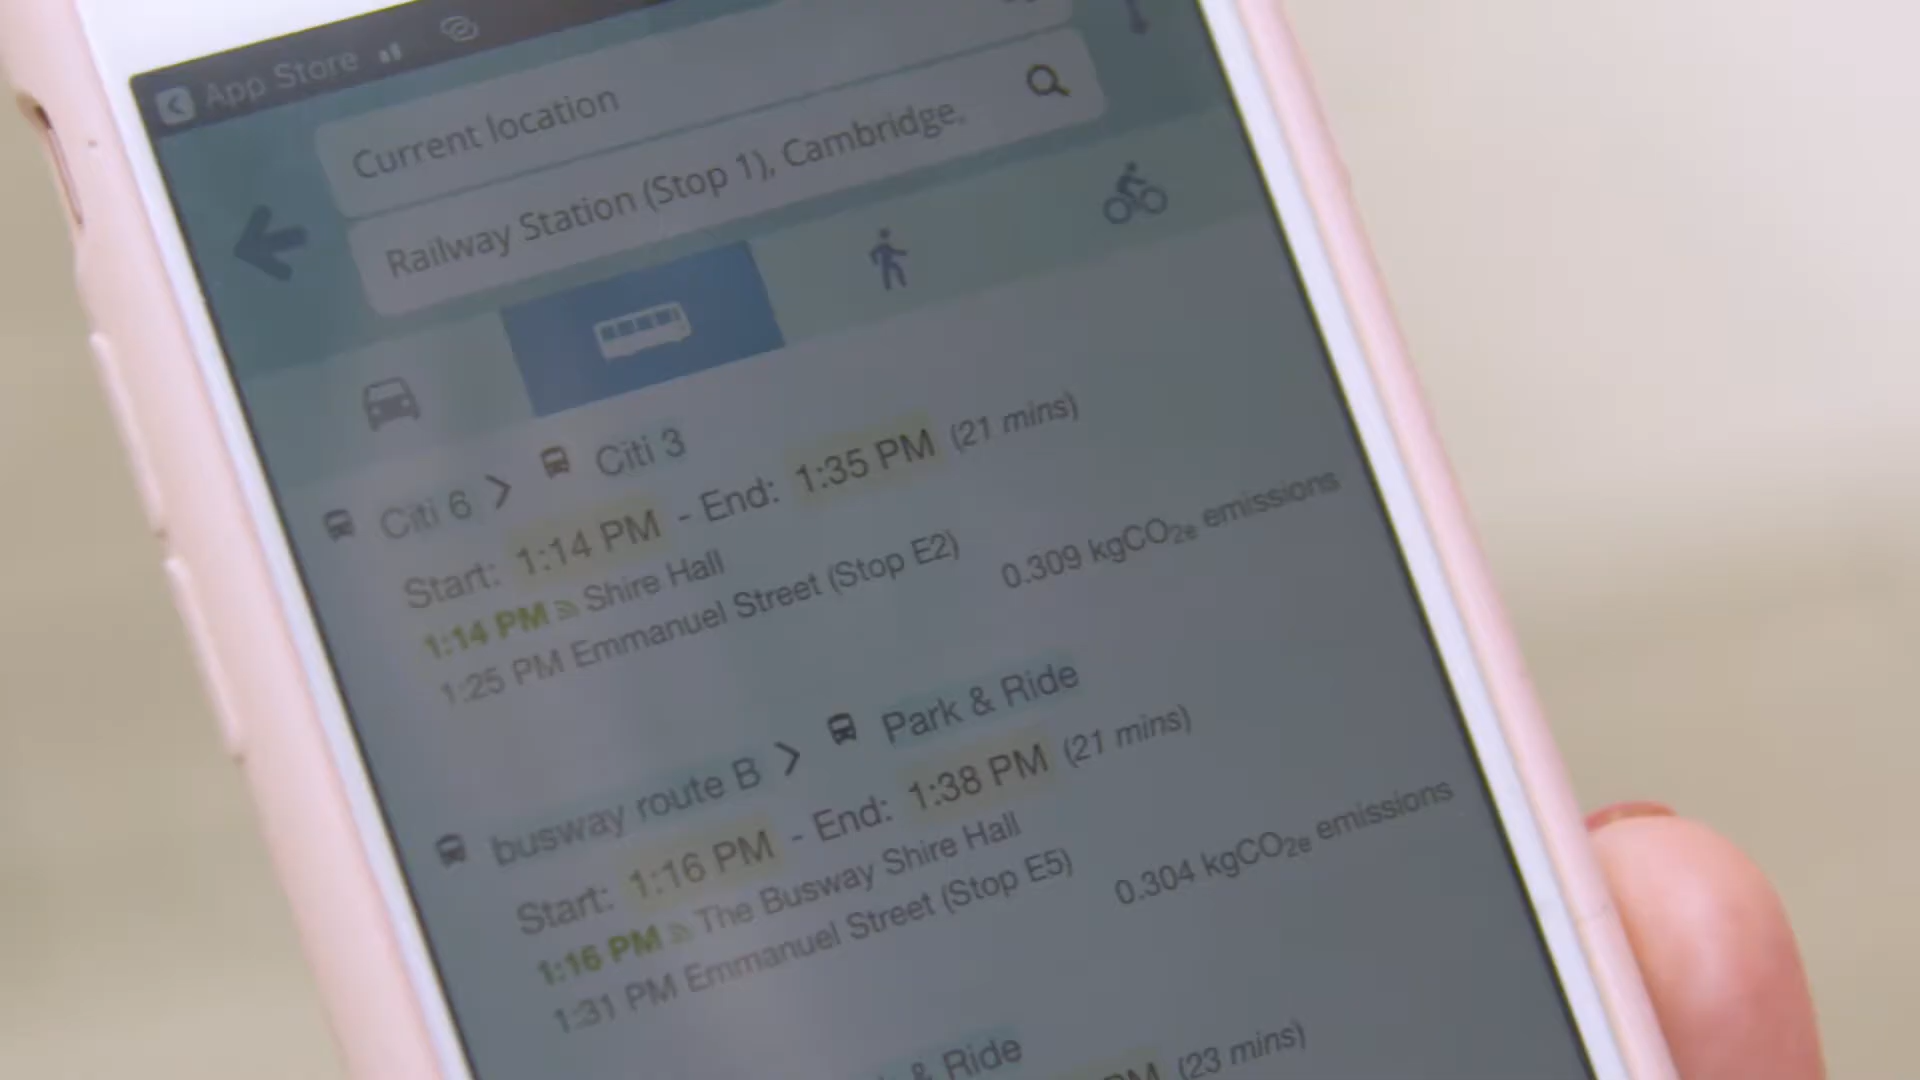 App Store
Current location
Railway Station (Stop 1), Cambridge,
Citi 6 > Citi 3
Start: 1:14 PM - End: 1:35 PM (21 mins)
1:14 PM Shire Hall
1:25 PM Emmanuel Street (Stop E2)
0.309 kgCO2e emissions
busway route B > Park & Ride
Start: 1:16 PM - End: 1:38 PM (21 mins)
1:16 PM The Busway Shire Hall
1:31 PM Emmanuel Street (Stop E5)
0.304 kgCO2e emissions
& Ride
PM (23 mins)